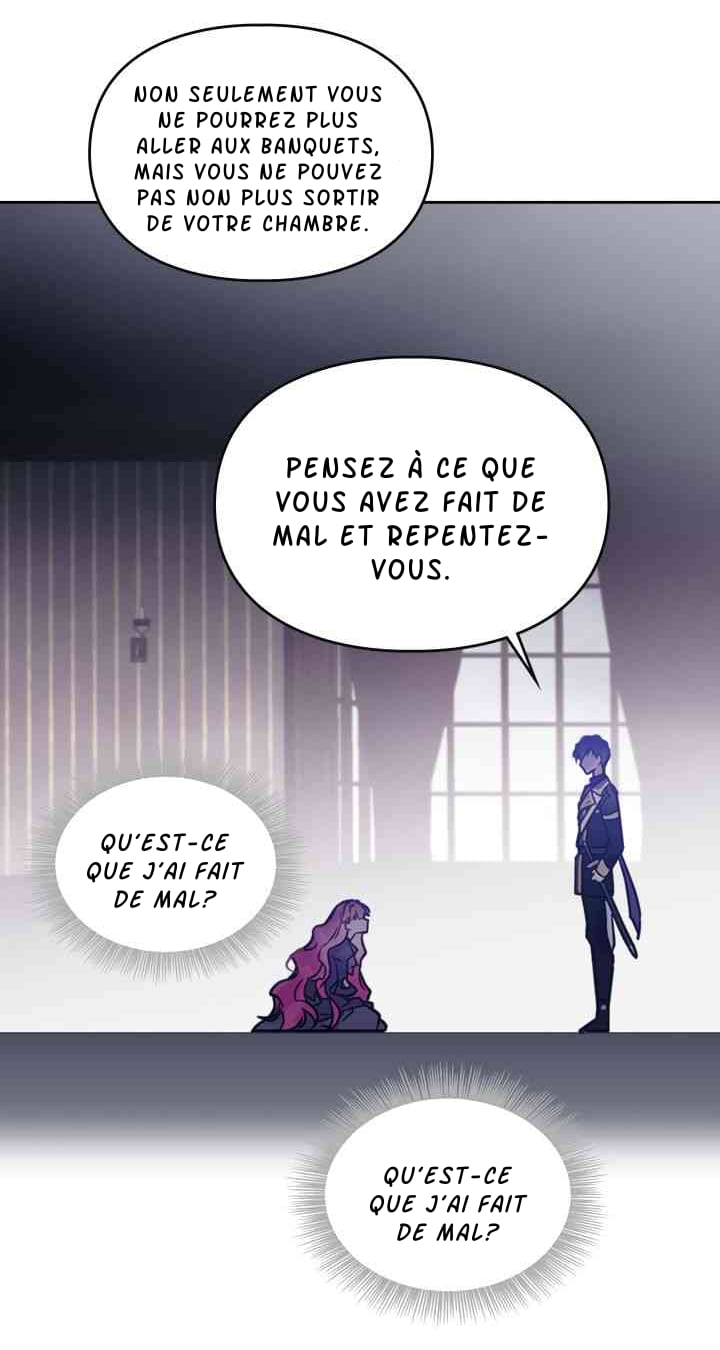 NON SEULEMENT VOUS
NE POURREZ PLUS
ALLER AUX BANQUETS,
MAIS VOUS NE POUVEZ
PAS NON PLUS SORTIR
DE VOTRE CHAMBRE.
PENSEZ À CE QUE
VOUS AVEZ FAIT DE
MAL ET REPENTEZ-
VOUS.
QU'EST-CE
QUE J'AI FAIT
DE MAL?
QU'EST-CE
QUE J'AI FAIT
DE MAL?